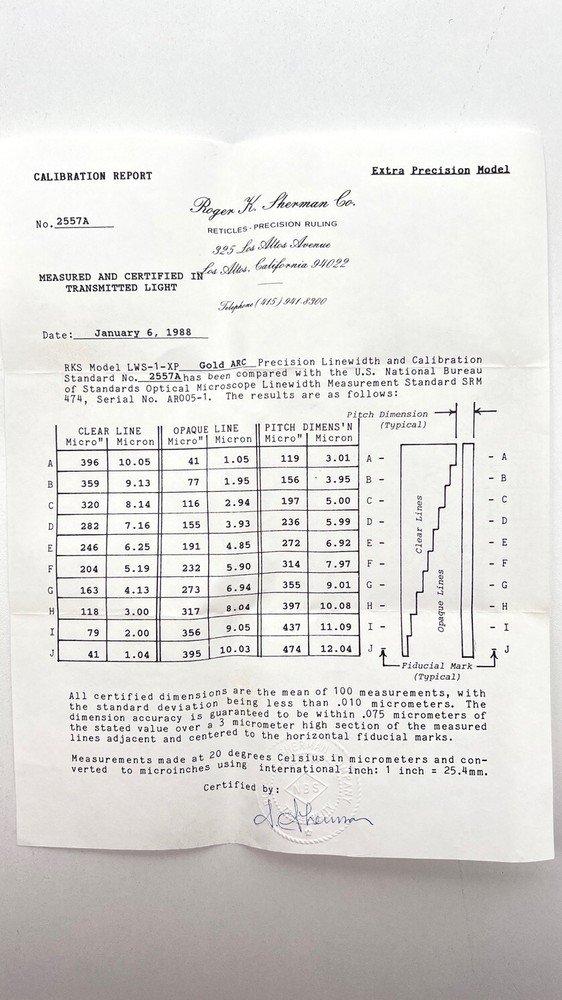 CALIBRATION REPORT
Extra Precision Model
Roger K. Sherman Co.
No. 2557A
RETICLES - PRECISION RULING
325 Los Altos Avenue
Los Altos, California 94022
MEASURED AND CERTIFIED IN
TRANSMITTED LIGHT
Telephone (415) 941-8300
Date: January 6, 1988
RKS Model LWS-1-XP Gold ARC Precision Linewidth and Calibration
Standard No. 2557A has been compared with the U.S. National Bureau
of Standards Optical Microscope Linewidth Measurement Standard SRM
474, Serial No. AR005-1. The results are as follows:
Pitch Dimension
(Typical)
CLEAR LINE OPAQUE LINE PITCH DIMENS'N
Micro" Micron Micro" Micron Micro" Micron
A 396 10.05 41 1.05 119 3.01 A - - A
B 359 9.13 77 1.95 156 3.95 B - - B
C 320 8.14 116 2.94 197 5.00 C - - C
D 282 7.16 155 3.93 236 5.99 D - - D
E 246 6.25 191 4.85 272 6.92 E - - E
F 204 5.19 232 5.90 314 7.97 F - - F
G 163 4.13 273 6.94 355 9.01 G - - G
H 118 3.00 317 8.04 397 10.08 H - - H
I 79 2.00 356 9.05 437 11.09 I - - I
J 41 1.04 395 10.03 474 12.04 J - - J
Clear Lines
Opaque Lines
Fiducial Mark
(Typical)
All certified dimensions are the mean of 100 measurements, with
the standard deviation being less than .010 micrometers. The
dimension accuracy is guaranteed to be within .075 micrometers of
the stated value over a 3 micrometer high section of the measured
lines adjacent and centered to the horizontal fiducial marks.
Measurements made at 20 degrees Celsius in micrometers and con-
verted to microinches using international inch: 1 inch = 25.4mm.
Certified by:
NBS